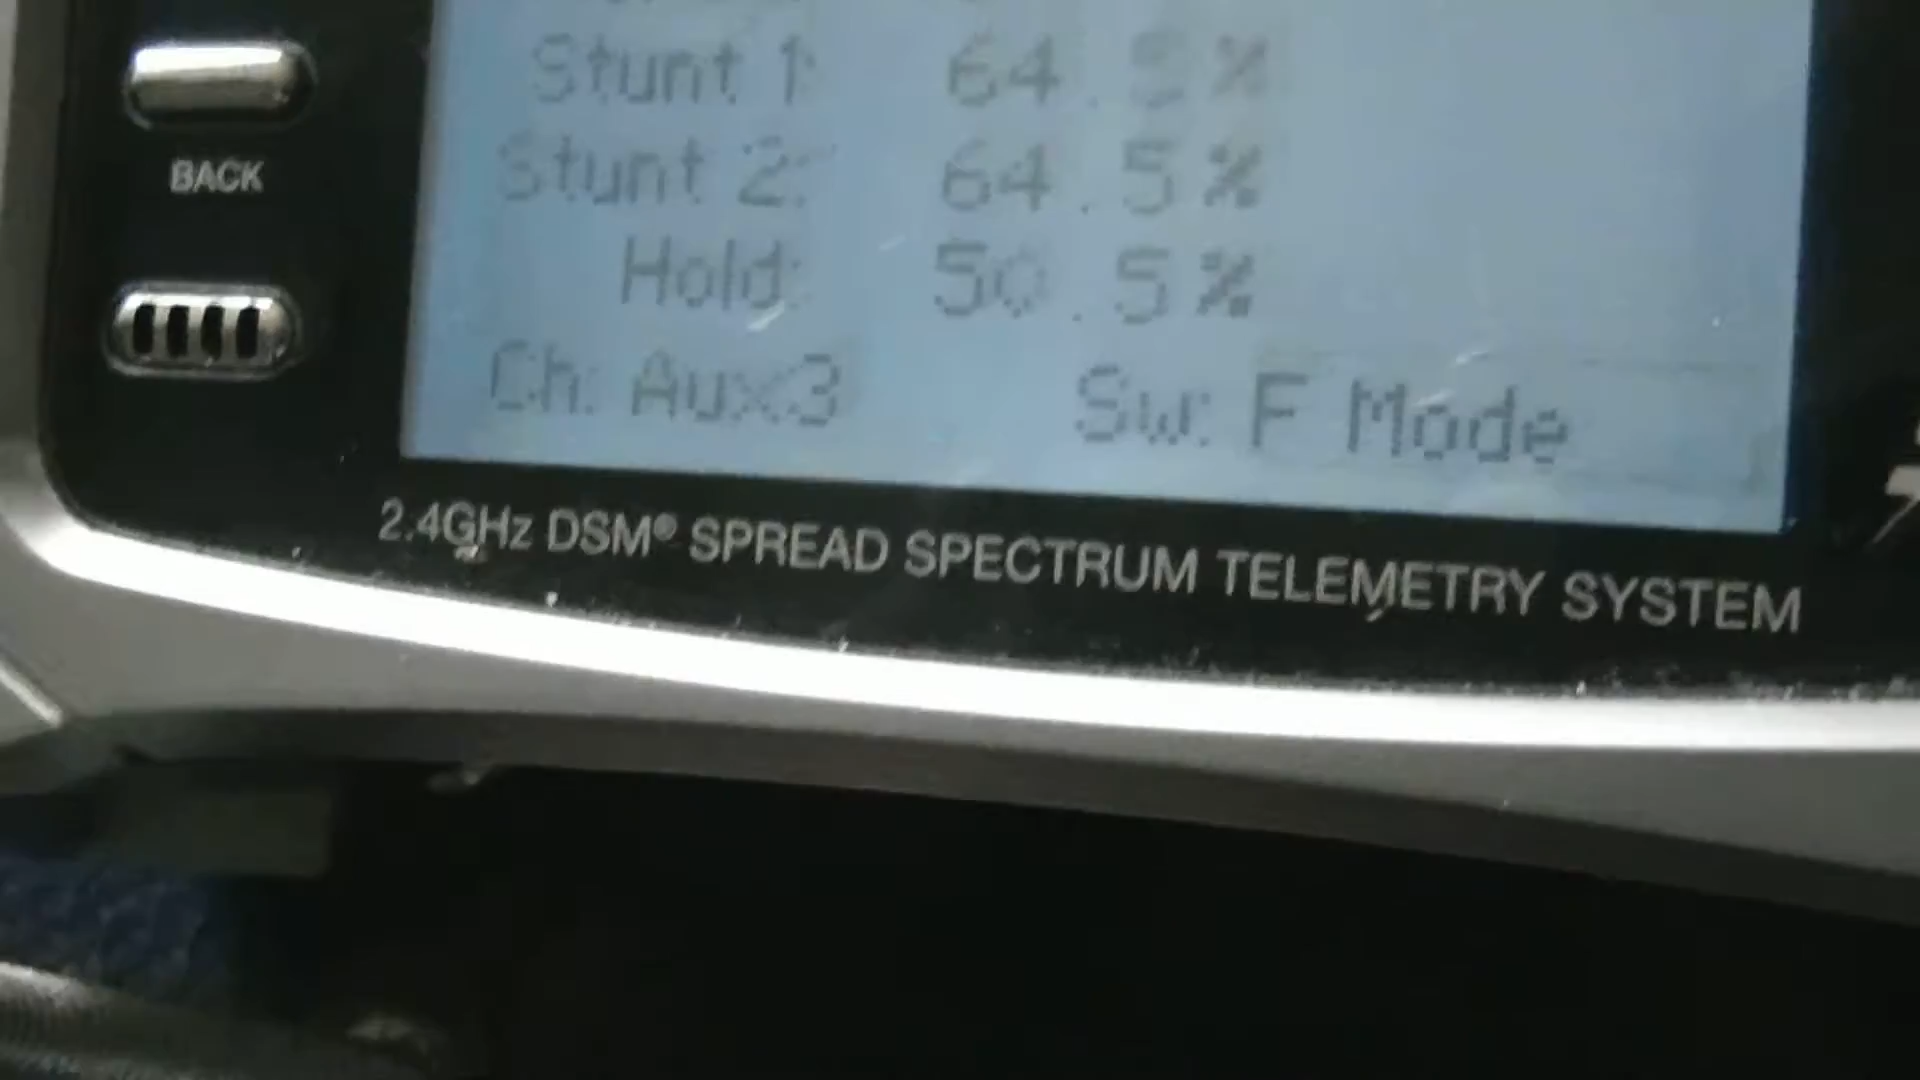 Stunt 1: 64.5%
Stunt 2: 64.5%
Hold: 50.5%
Ch: Aux3 Sw: F Mode
BACK
2.4GHz DSM® SPREAD SPECTRUM TELEMETRY SYSTEM